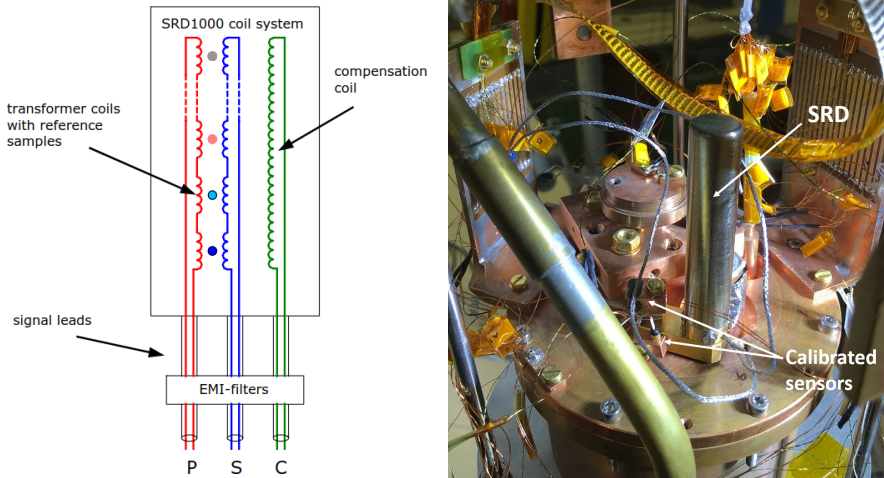 SRD1000 coil system
compensation
coil
transformer coils
with reference
samples
signal leads
EMI-filters
P S C
SRD
Calibrated
sensors